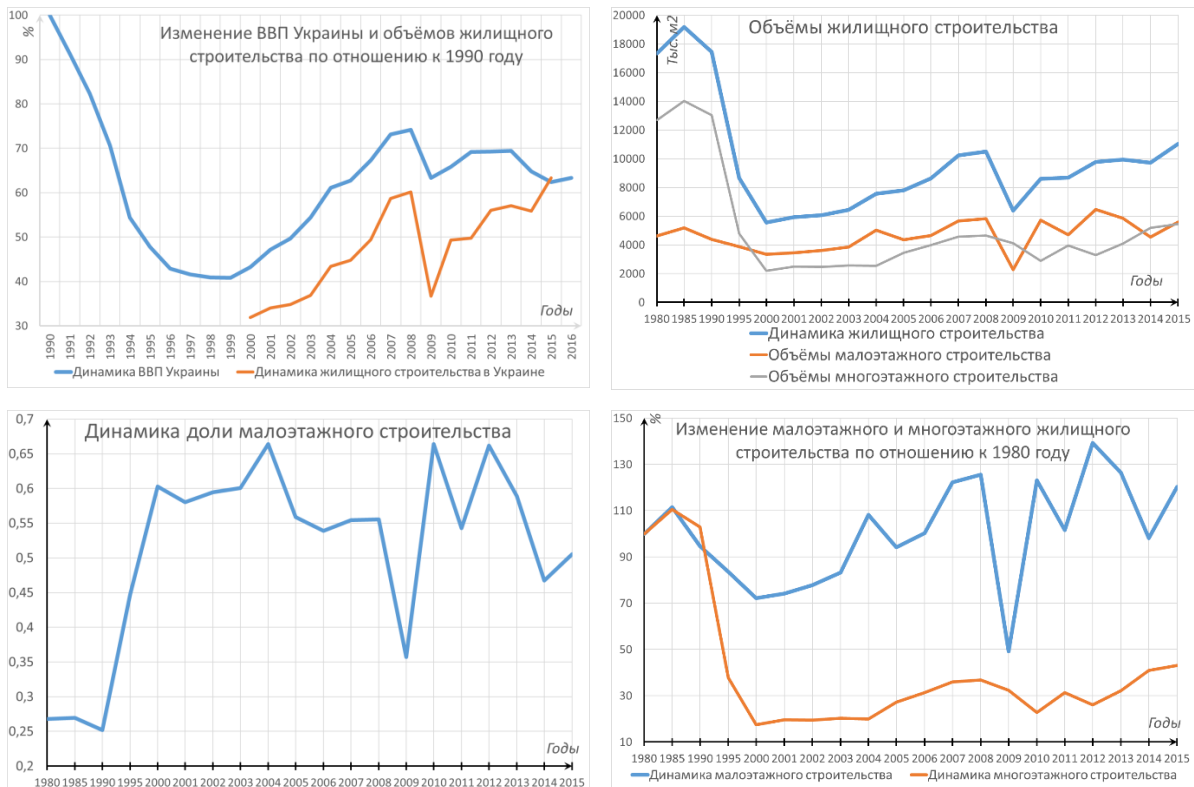 Изменение ВВП Украины и объёмов жилищного
строительства по отношению к 1990 году
%
100
90
80
70
60
50
40
30
Годы
1990 1991 1992 1993 1994 1995 1996 1997 1998 1999 2000 2001 2002 2003 2004 2005 2006 2007 2008 2009 2010 2011 2012 2013 2014 2015 2016
Динамика ВВП Украины Динамика жилищного строительства в Украине
Объёмы жилищного строительства
Тыс. м2
20000
18000
16000
14000
12000
10000
8000
6000
4000
2000
0
Годы
1980 1985 1990 1995 2000 2001 2002 2003 2004 2005 2006 2007 2008 2009 2010 2011 2012 2013 2014 2015
Динамика жилищного строительства
Объёмы малоэтажного строительства
Объёмы многоэтажного строительства
Динамика доли малоэтажного строительства
0,7
0,65
0,6
0,55
0,5
0,45
0,4
0,35
0,3
0,25
0,2
Годы
1980 1985 1990 1995 2000 2001 2002 2003 2004 2005 2006 2007 2008 2009 2010 2011 2012 2013 2014 2015
Изменение малоэтажного и многоэтажного жилищного
строительства по отношению к 1980 году
%
150
130
110
90
70
50
30
10
Годы
1980 1985 1990 1995 2000 2001 2002 2003 2004 2005 2006 2007 2008 2009 2010 2011 2012 2013 2014 2015
Динамика малоэтажного строительства Динамика многоэтажного строительства